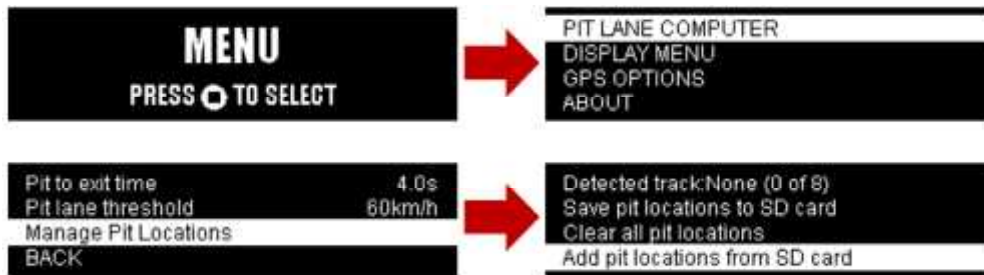 MENU
PRESS TO SELECT
PIT LANE COMPUTER
DISPLAY MENU
GPS OPTIONS
ABOUT
Pit to exit time 4.0s
Pit lane threshold 60km/h
Manage Pit Locations
BACK
Detected track:None (0 of 8)
Save pit locations to SD card
Clear all pit locations
Add pit locations from SD card